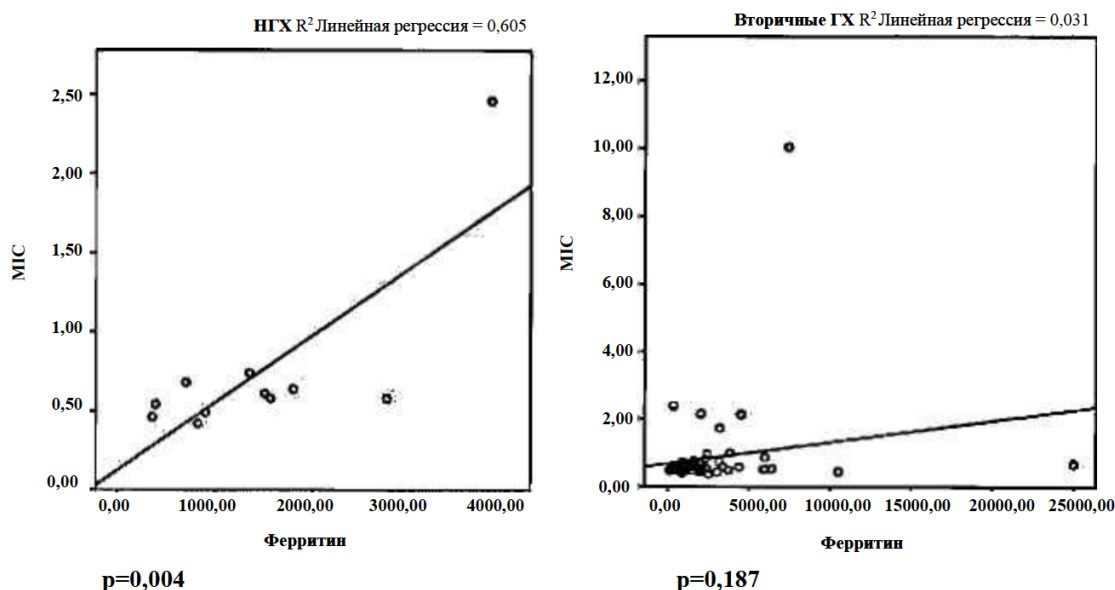 НГХ R² Линейная регрессия = 0,605
2,50
2,00
1,50
1,00
0,50
0,00
MIC
0,00 1000,00 2000,00 3000,00 4000,00
Ферритин
p=0,004
Вторичные ГХ R² Линейная регрессия = 0,031
12,00
10,00
8,00
6,00
4,00
2,00
0,00
MIC
0,00 5000,00 10000,00 15000,00 20000,00 25000,00
Ферритин
p=0,187